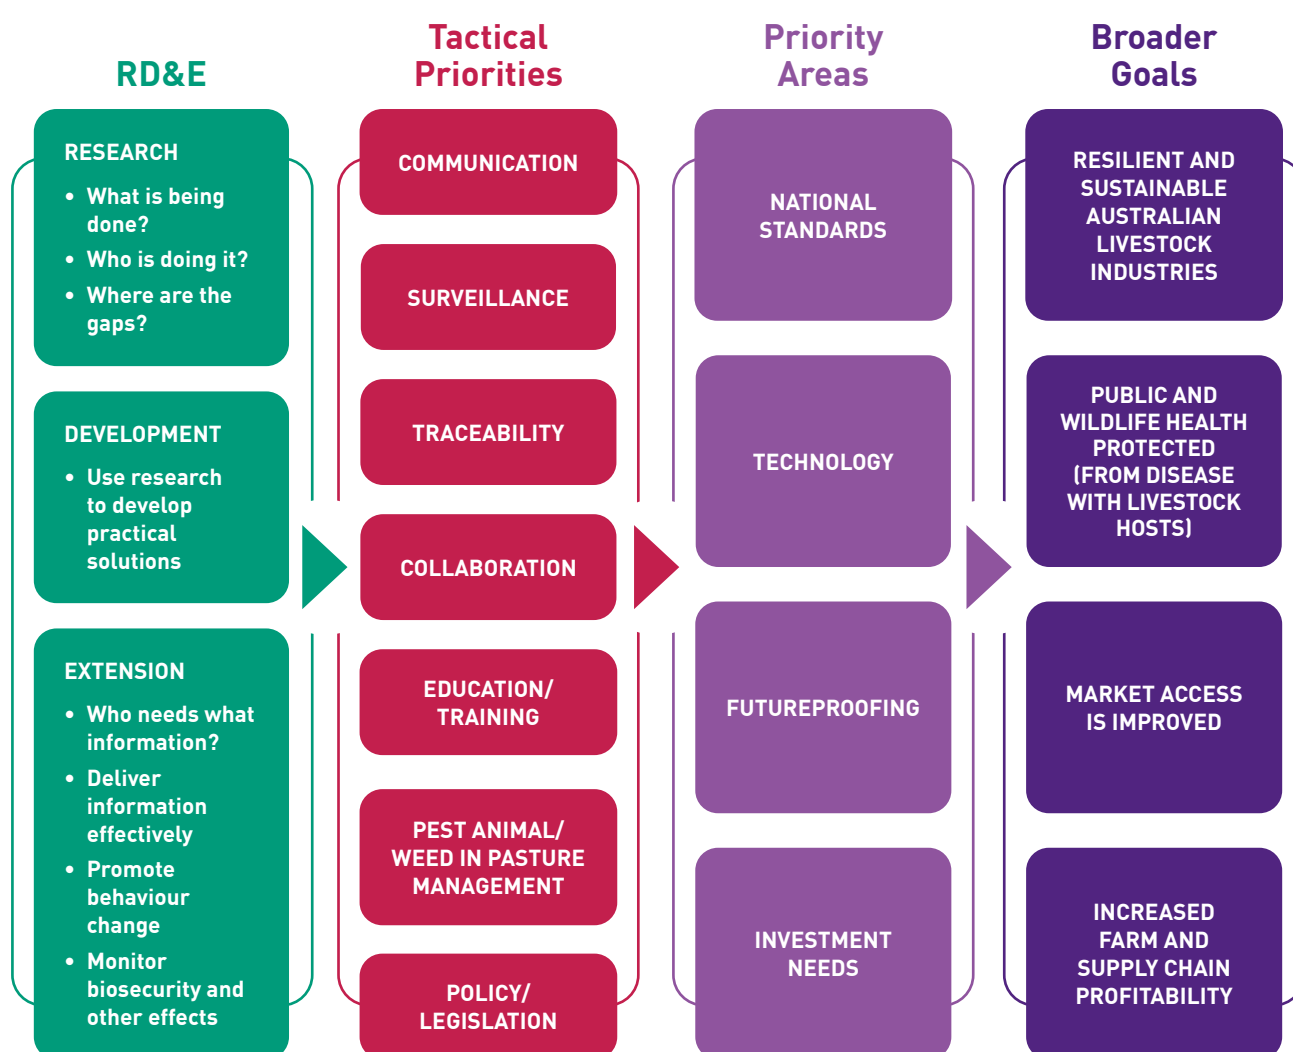 RD&E
RESEARCH
• What is being
done?
• Who is doing it?
• Where are the
gaps?
DEVELOPMENT
• Use research
to develop
practical
solutions
EXTENSION
• Who needs what
information?
• Deliver
information
effectively
• Promote
behaviour
change
• Monitor
biosecurity and
other effects
Tactical
Priorities
COMMUNICATION
SURVEILLANCE
TRACEABILITY
COLLABORATION
EDUCATION/
TRAINING
PEST ANIMAL/
WEED IN PASTURE
MANAGEMENT
POLICY/
LEGISLATION
Priority
Areas
NATIONAL
STANDARDS
TECHNOLOGY
FUTUREPROOFING
INVESTMENT
NEEDS
Broader
Goals
RESILIENT AND
SUSTAINABLE
AUSTRALIAN
LIVESTOCK
INDUSTRIES
PUBLIC AND
WILDLIFE HEALTH
PROTECTED
(FROM DISEASE
WITH LIVESTOCK
HOSTS)
MARKET ACCESS
IS IMPROVED
INCREASED
FARM AND
SUPPLY CHAIN
PROFITABILITY